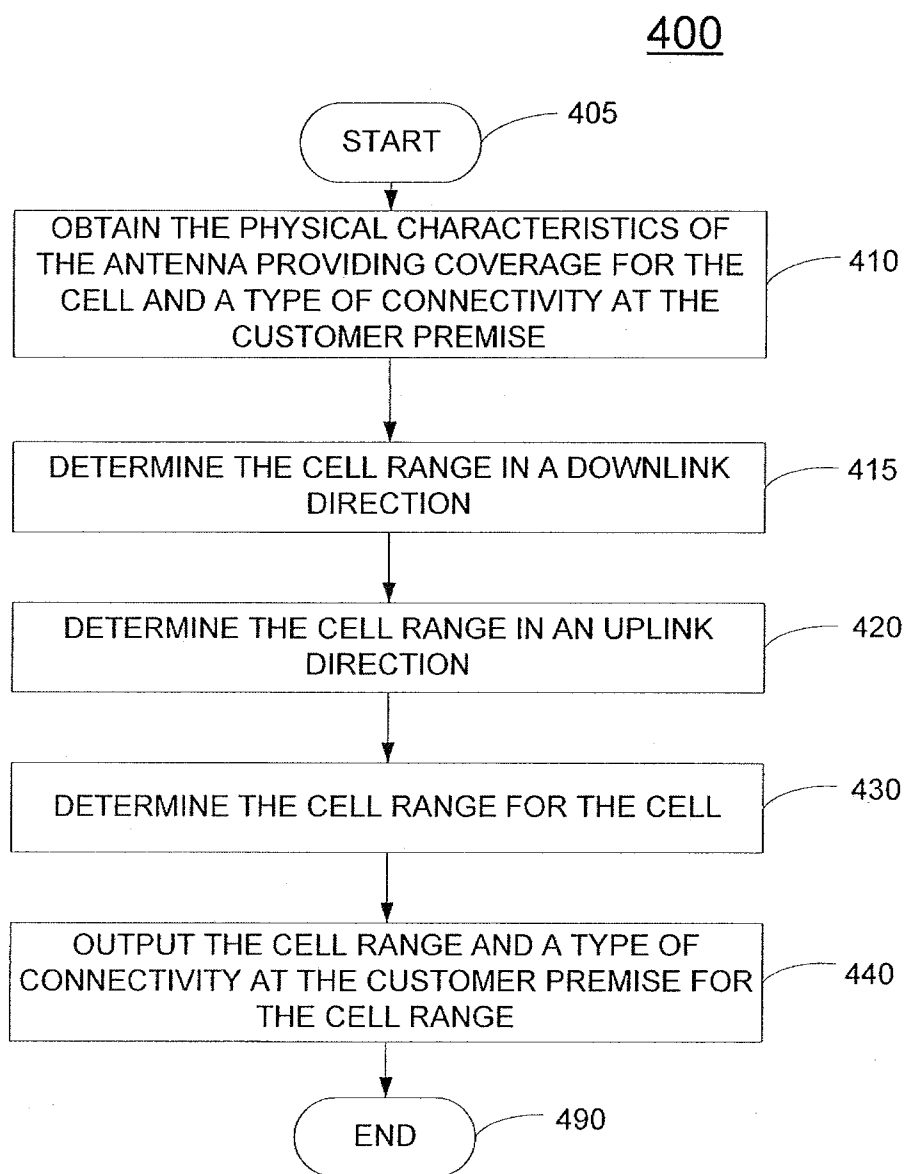 400
START
405
OBTAIN THE PHYSICAL CHARACTERISTICS OF
THE ANTENNA PROVIDING COVERAGE FOR THE
CELL AND A TYPE OF CONNECTIVITY AT THE
CUSTOMER PREMISE
410
DETERMINE THE CELL RANGE IN A DOWNLINK
DIRECTION
415
DETERMINE THE CELL RANGE IN AN UPLINK
DIRECTION
420
DETERMINE THE CELL RANGE FOR THE CELL
430
OUTPUT THE CELL RANGE AND A TYPE OF
CONNECTIVITY AT THE CUSTOMER PREMISE FOR
THE CELL RANGE
440
END
490